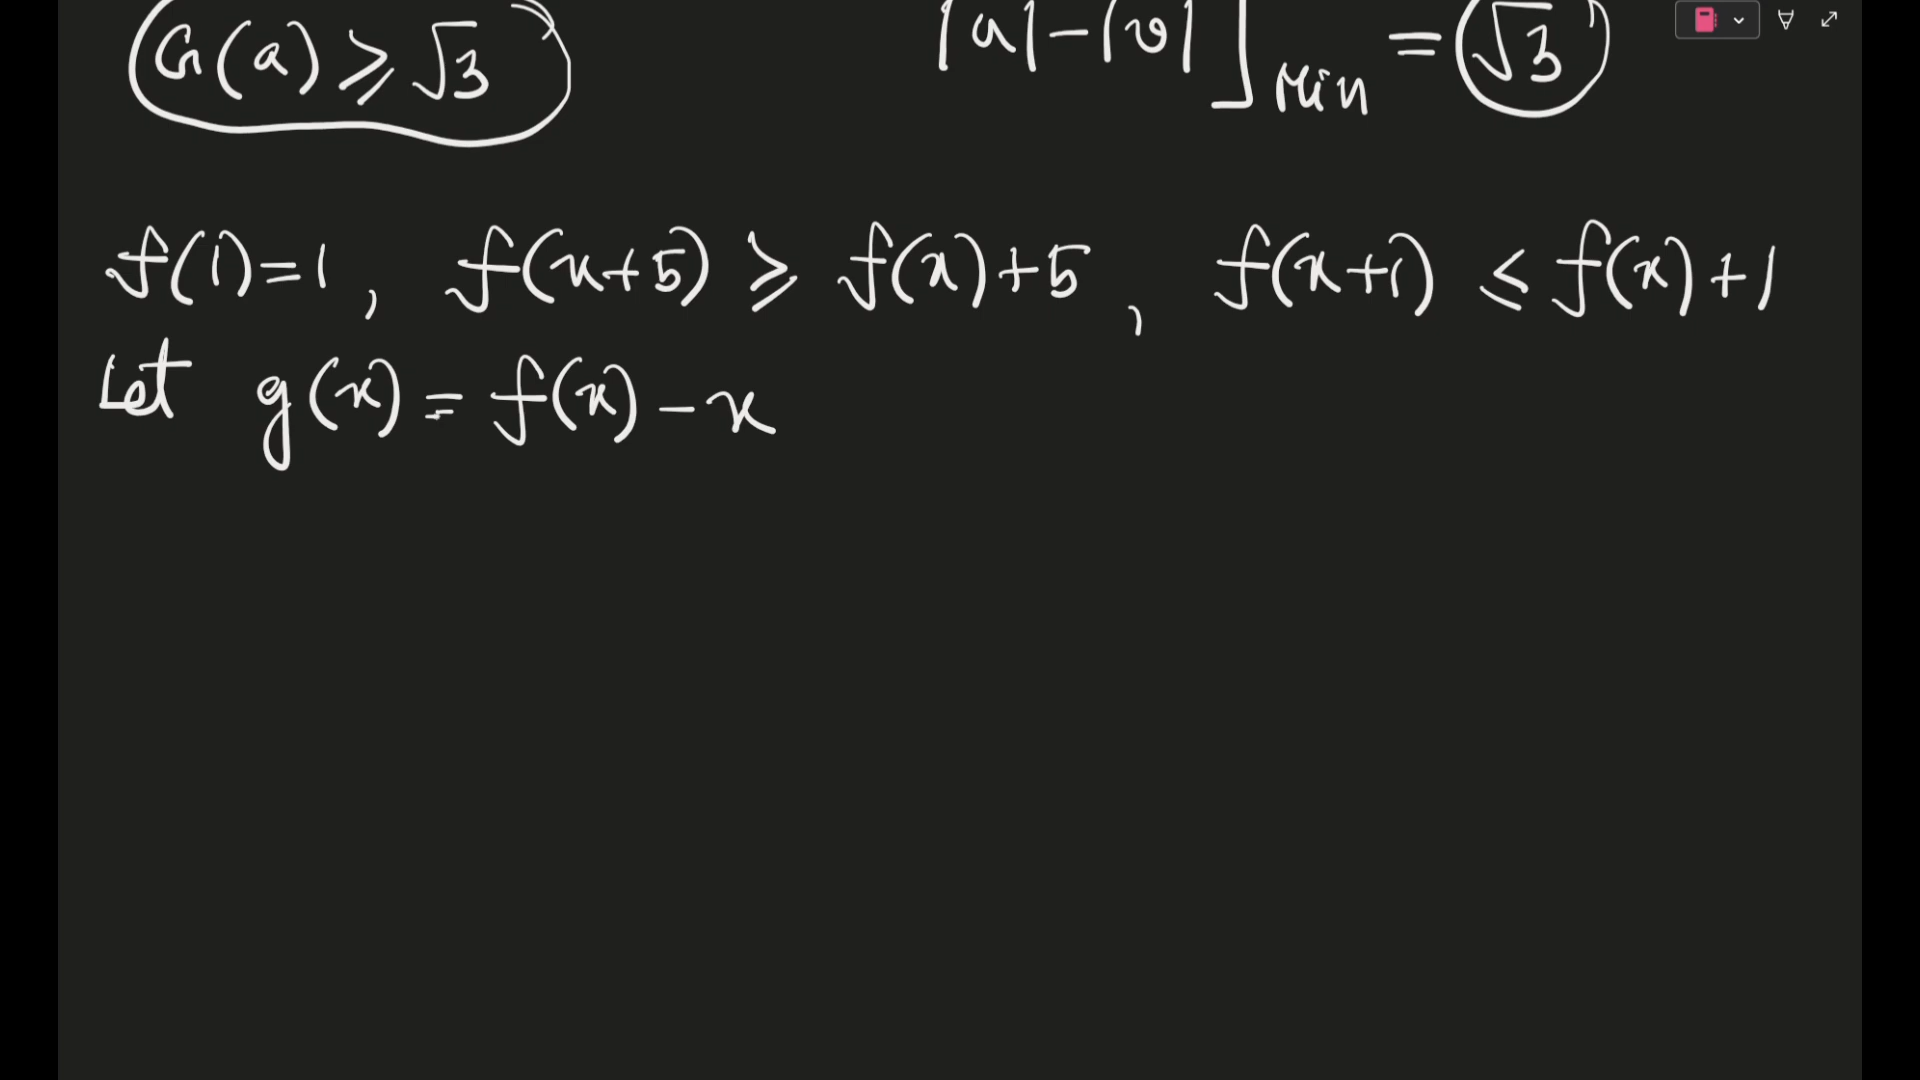 G(a) ⩾ √3 |a|-|v|]Min = √3
f(1)=1, f(x+5) ⩾ f(x)+5, f(x+1) ≤ f(x)+1
Let g(x) = f(x) - x